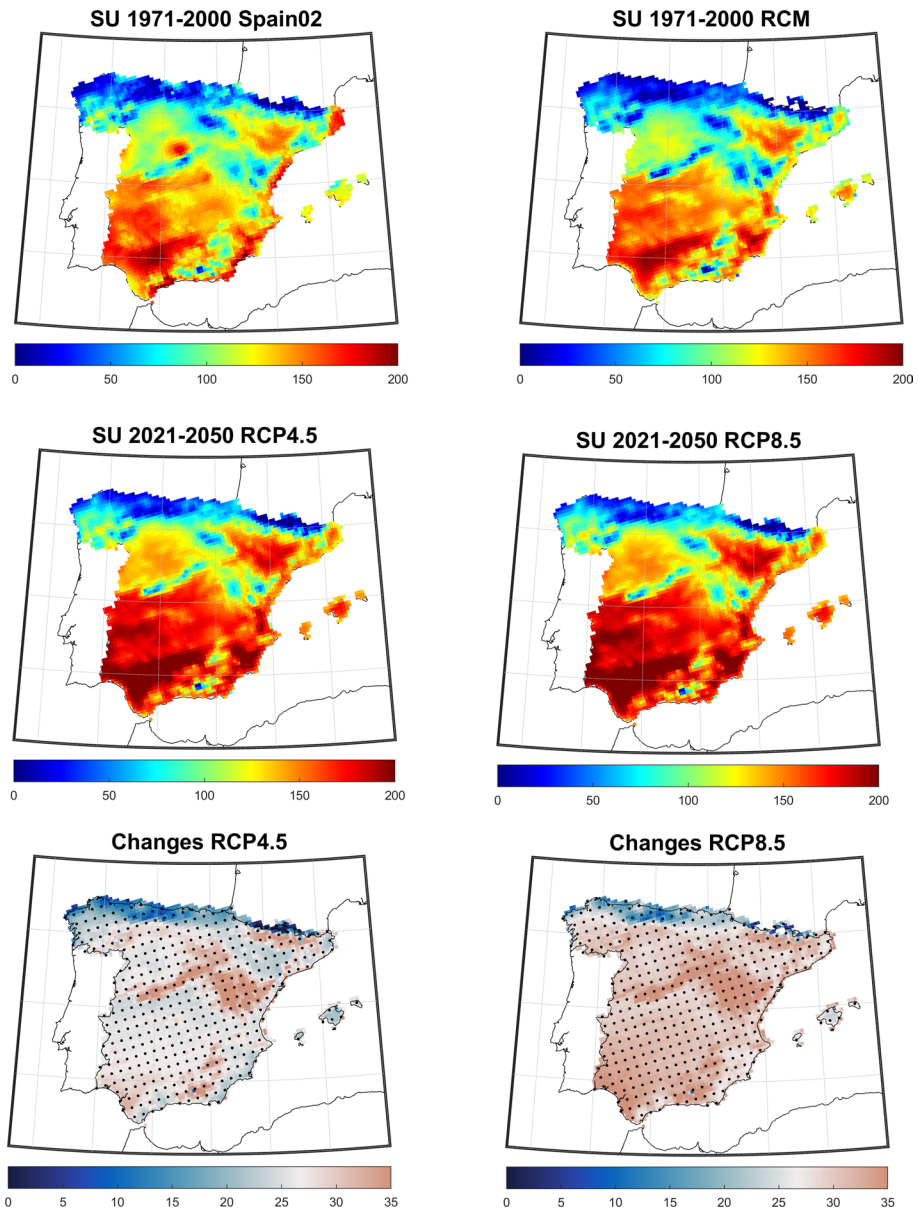 SU 1971-2000 Spain02
SU 1971-2000 RCM
0 50 100 150 200
0 50 100 150 200
SU 2021-2050 RCP4.5
SU 2021-2050 RCP8.5
0 50 100 150 200
0 50 100 150 200
Changes RCP4.5
Changes RCP8.5
0 5 10 15 20 25 30 35
0 5 10 15 20 25 30 35